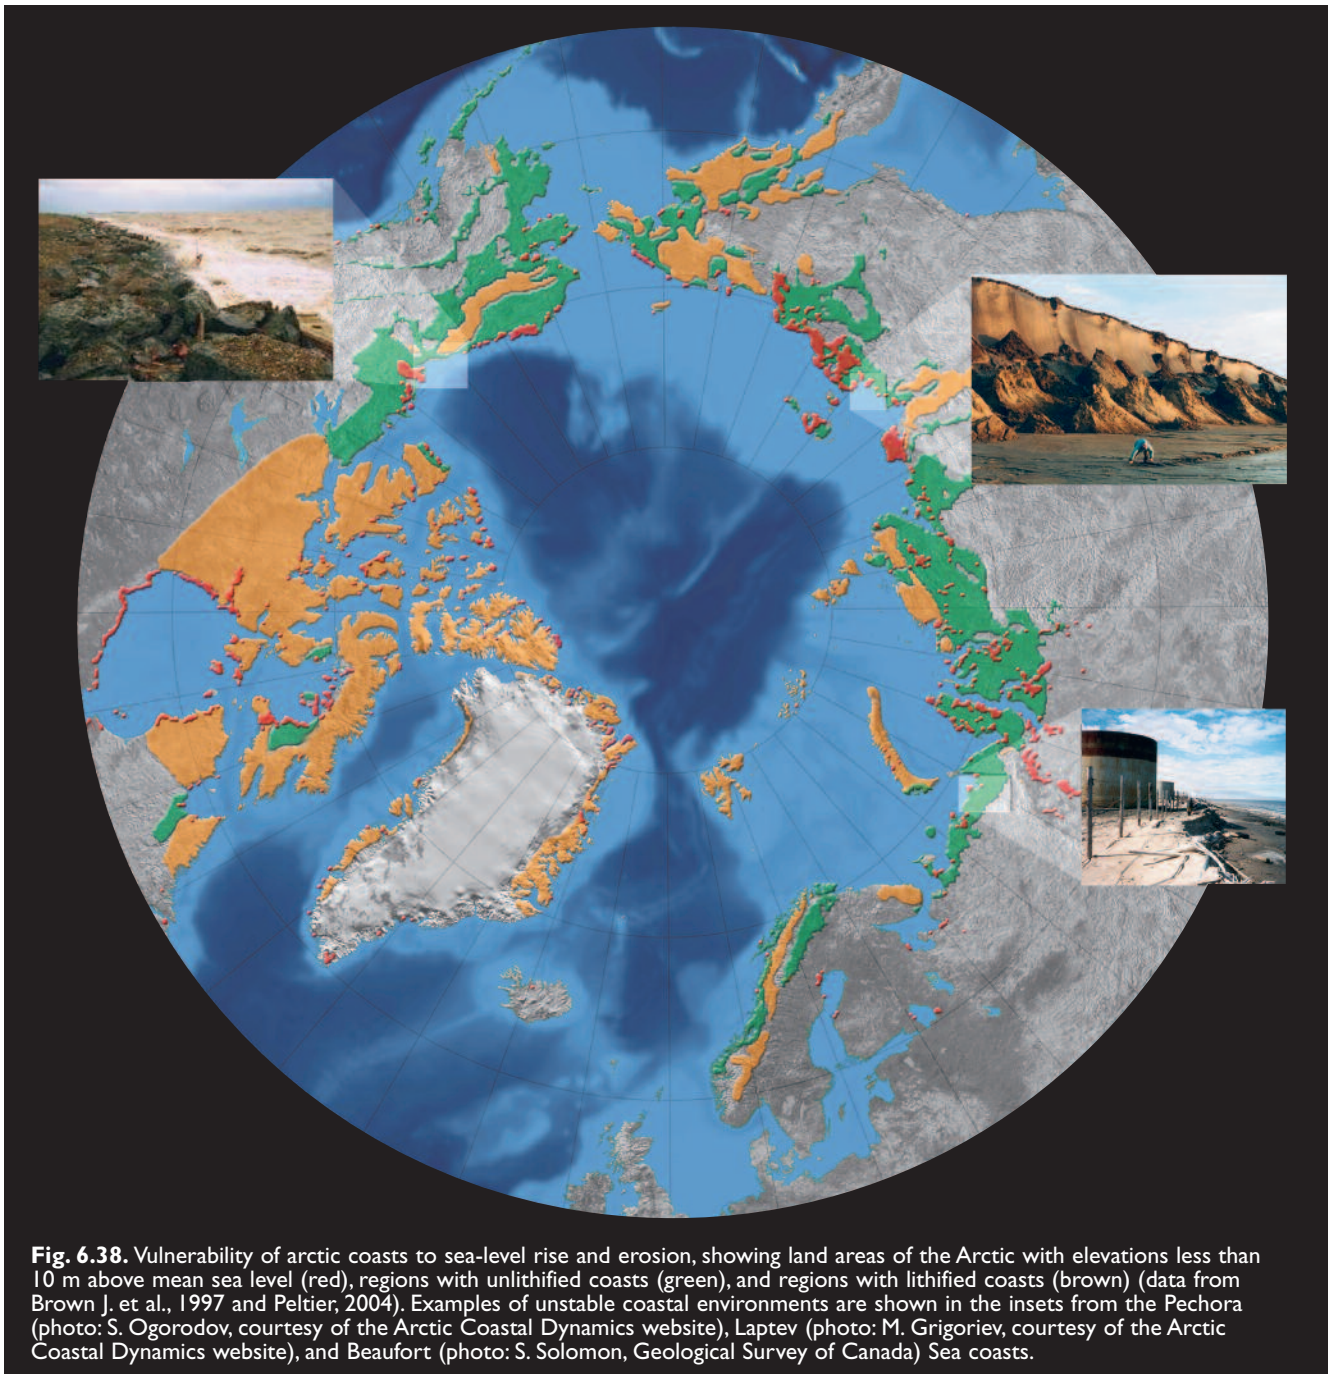 Fig. 6.38. Vulnerability of arctic coasts to sea-level rise and erosion, showing land areas of the Arctic with elevations less than
10 m above mean sea level (red), regions with unlithified coasts (green), and regions with lithified coasts (brown) (data from
Brown J. et al., 1997 and Peltier, 2004). Examples of unstable coastal environments are shown in the insets from the Pechora
(photo: S. Ogorodov, courtesy of the Arctic Coastal Dynamics website), Laptev (photo: M. Grigoriev, courtesy of the Arctic
Coastal Dynamics website), and Beaufort (photo: S. Solomon, Geological Survey of Canada) Sea coasts.